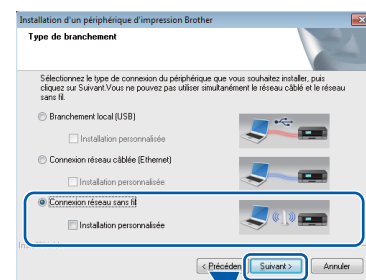 Installation d'un périphérique d'impression Brother
Type de branchement
Sélectionnez le type de connexion du périphérique que vous souhaitez installer, puis
cliquez sur Suivant.Vous ne pouvez pas utiliser simultanément le réseau câblé et le réseau
sans fil.
Branchement local (USB)
Installation personnalisée
Connexion réseau câblée (Ethernet)
Installation personnalisée
Connexion réseau sans fil
Installation personnalisée
< Précéden Suivant > Annuler